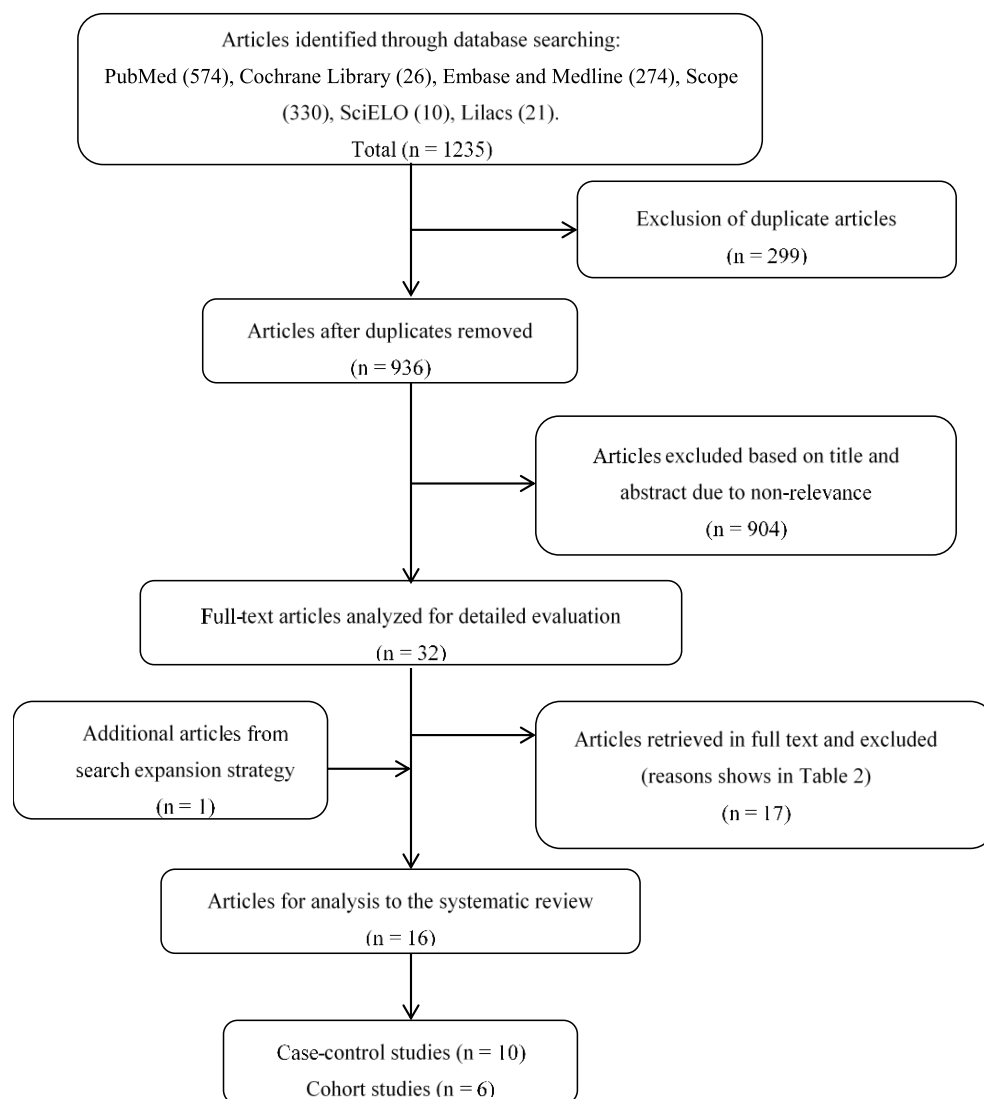 Articles identified through database searching:
PubMed (574), Cochrane Library (26), Embase and Medline (274), Scope
(330), SciELO (10), Lilacs (21).
Total (n = 1235)
Exclusion of duplicate articles
(n = 299)
Articles after duplicates removed
(n = 936)
Articles excluded based on title and
abstract due to non-relevance
(n = 904)
Full-text articles analyzed for detailed evaluation
(n = 32)
Additional articles from
search expansion strategy
(n = 1)
Articles retrieved in full text and excluded
(reasons shows in Table 2)
(n = 17)
Articles for analysis to the systematic review
(n = 16)
Case-control studies (n = 10)
Cohort studies (n = 6)